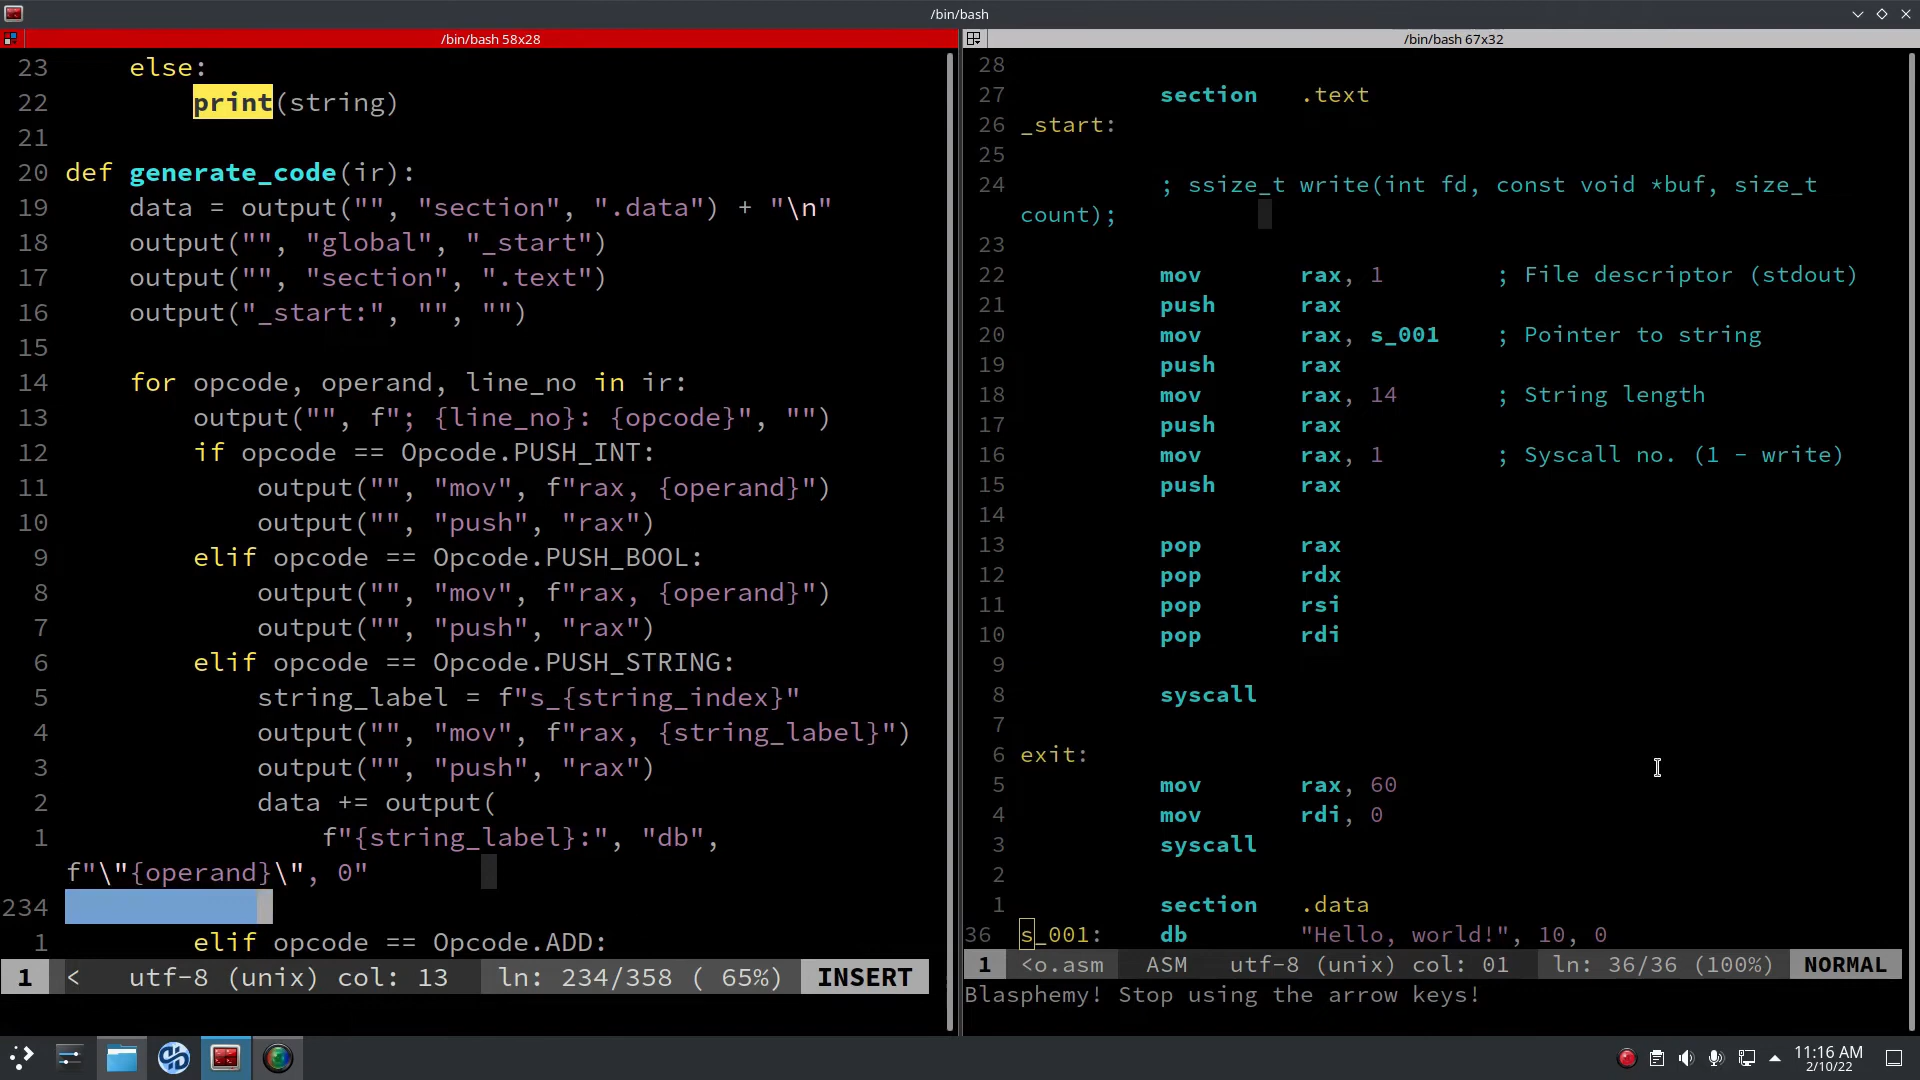 /bin/bash
/bin/bash 58x28
23 else:
22 print(string)
21
20 def generate_code(ir):
19 data = output("", "section", ".data") + "\n"
18 output("", "global", "_start")
17 output("", "section", ".text")
16 output("_start:", "", "")
15
14 for opcode, operand, line_no in ir:
13 output("", f"; {line_no}: {opcode}", "")
12 if opcode == Opcode.PUSH_INT:
11 output("", "mov", f"rax, {operand}")
10 output("", "push", "rax")
9 elif opcode == Opcode.PUSH_BOOL:
8 output("", "mov", f"rax, {operand}")
7 output("", "push", "rax")
6 elif opcode == Opcode.PUSH_STRING:
5 string_label = f"s_{string_index}"
4 output("", "mov", f"rax, {string_label}")
3 output("", "push", "rax")
2 data += output(
1 f"{string_label}:", "db",
f"\"{operand}\", 0"
234
1 elif opcode == Opcode.ADD:
1 < utf-8 (unix) col: 13 ln: 234/358 ( 65%) INSERT
/bin/bash 67x32
28
27 section .text
26 _start:
25
24 ; ssize_t write(int fd, const void *buf, size_t
count);
23
22 mov rax, 1 ; File descriptor (stdout)
21 push rax
20 mov rax, s_001 ; Pointer to string
19 push rax
18 mov rax, 14 ; String length
17 push rax
16 mov rax, 1 ; Syscall no. (1 - write)
15 push rax
14
13 pop rax
12 pop rdx
11 pop rsi
10 pop rdi
9
8 syscall
7
6 exit:
5 mov rax, 60
4 mov rdi, 0
3 syscall
2
1 section .data
36 s_001: db "Hello, world!", 10, 0
1 <o.asm ASM utf-8 (unix) col: 01 ln: 36/36 (100%) NORMAL
Blasphemy! Stop using the arrow keys!
11:16 AM
2/10/22